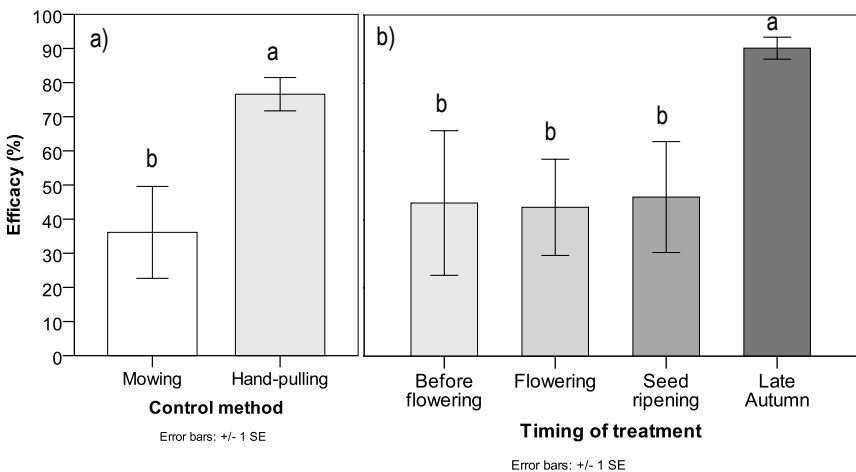 Efficacy (%)
100
90
80
70
60
50
40
30
20
10
0
a)
b
a
Mowing
Hand-pulling
Control method
Error bars: +/- 1 SE
b)
b
b
b
a
Before
flowering
Flowering
Seed
ripening
Late
Autumn
Timing of treatment
Error bars: +/- 1 SE